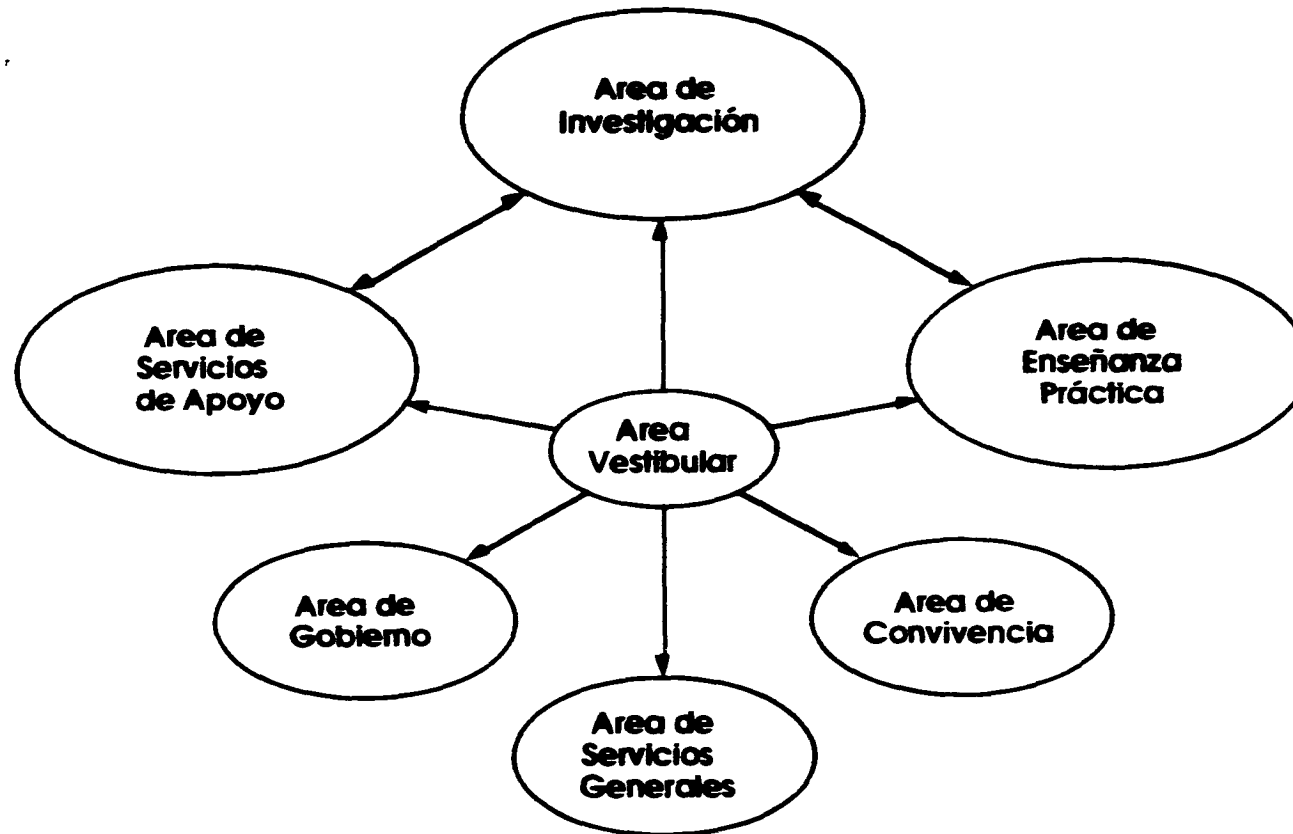 Area de
Investigación
Area de
Servicios
de Apoyo
Area de
Enseñanza
Práctica
Area
Vestibular
Area de
Gobierno
Area de
Convivencia
Area de
Servicios
Generales